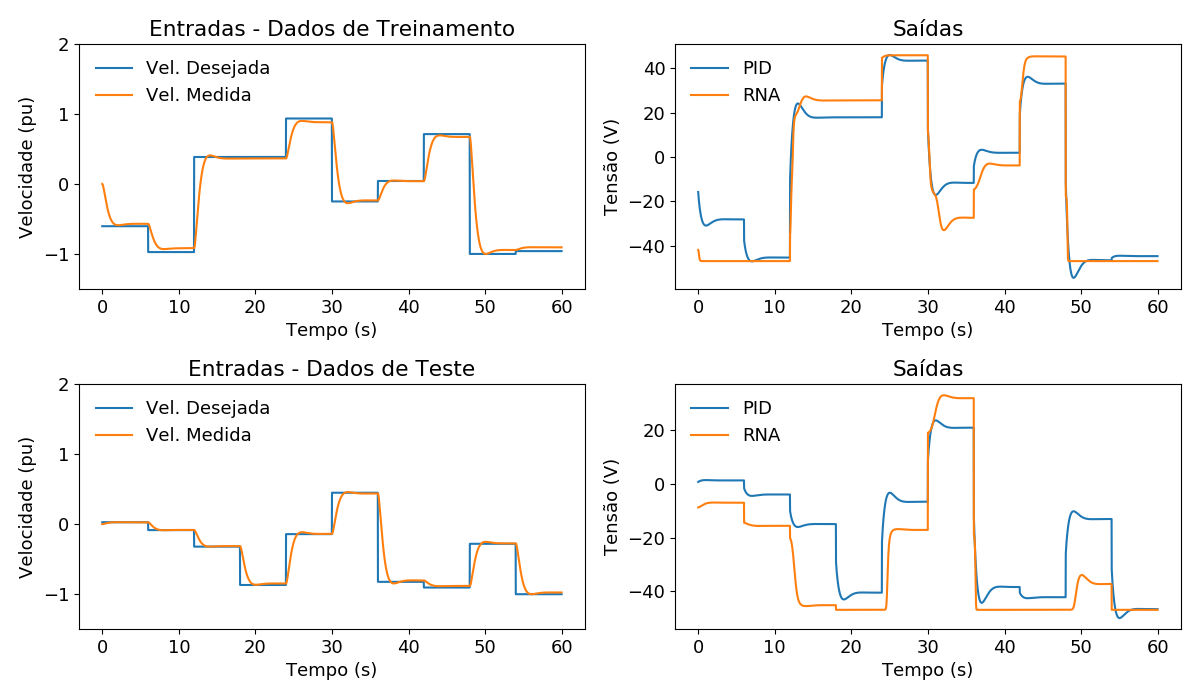 Entradas - Dados de Treinamento
Vel. Desejada
Vel. Medida
Velocidade (pu)
2
1
0
−1
0 10 20 30 40 50 60
Tempo (s)
Saídas
PID
RNA
Tensão (V)
40
20
0
−20
−40
0 10 20 30 40 50 60
Tempo (s)
Entradas - Dados de Teste
Vel. Desejada
Vel. Medida
Velocidade (pu)
2
1
0
−1
0 10 20 30 40 50 60
Tempo (s)
Saídas
PID
RNA
Tensão (V)
20
0
−20
−40
0 10 20 30 40 50 60
Tempo (s)